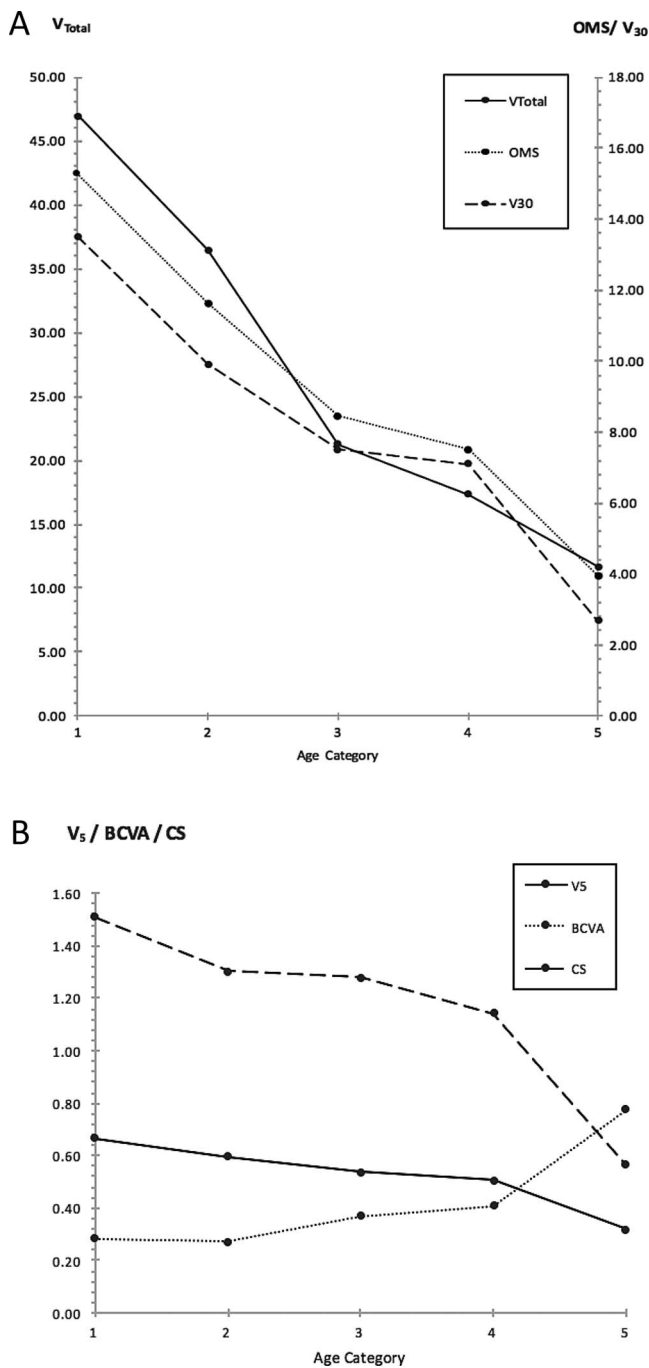 A
V_Total OMS/ V_30
50.00 18.00
45.00 16.00
40.00 14.00
35.00 12.00
30.00 10.00
25.00 8.00
20.00 6.00
15.00 4.00
10.00 2.00
5.00 0.00
0.00
VTotal
OMS
V30
1 2 3 4 5
Age Category
B
V_5 / BCVA / CS
1.60
1.40
1.20
1.00
0.80
0.60
0.40
0.20
0.00
V5
BCVA
CS
1 2 3 4 5
Age Category